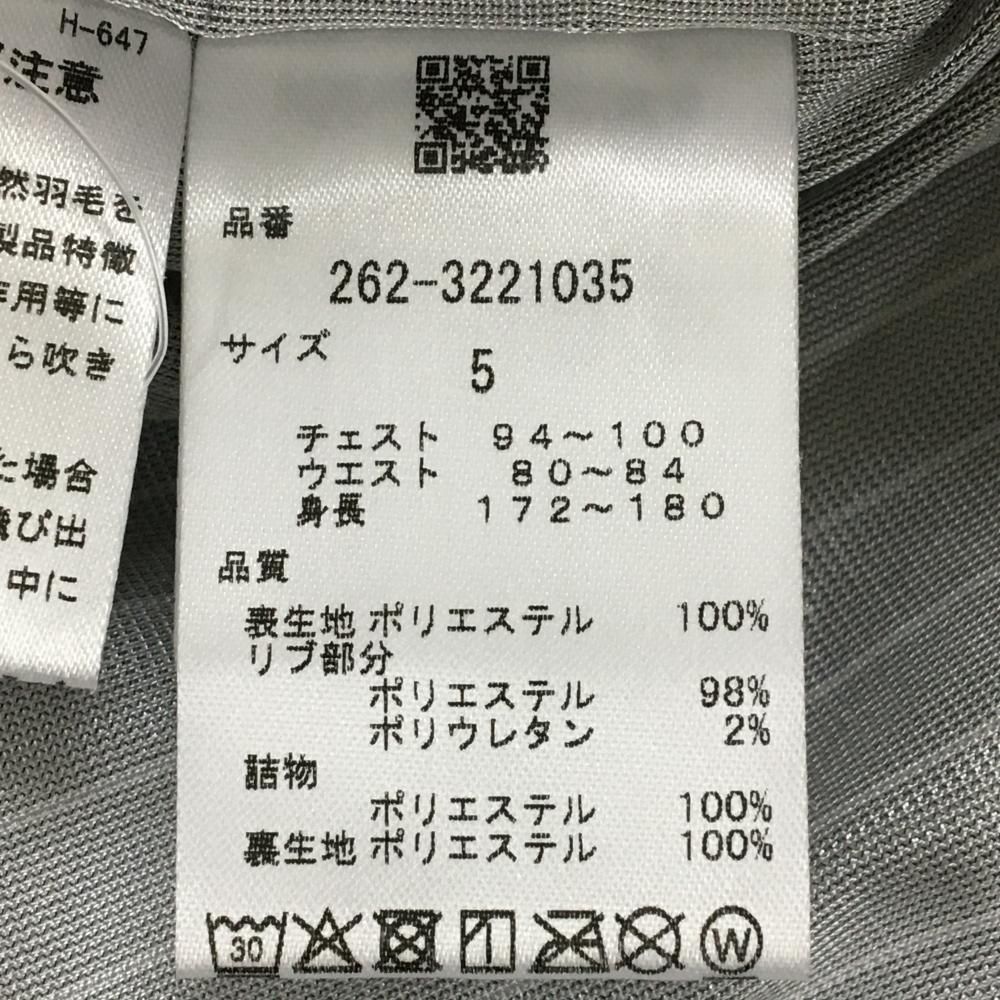 H-647
注意
然羽毛を
製品特徴
作用等に
ら吹き
た場合
飛び出
中に
品番
262-3221035
サイズ
5
チェスト 94～100
ウエスト 80～84
身長 172～180
品質
表生地 ポリエステル 100%
リブ部分
ポリエステル 98%
ポリウレタン 2%
詰物
ポリエステル 100%
裏生地 ポリエステル 100%
30
W